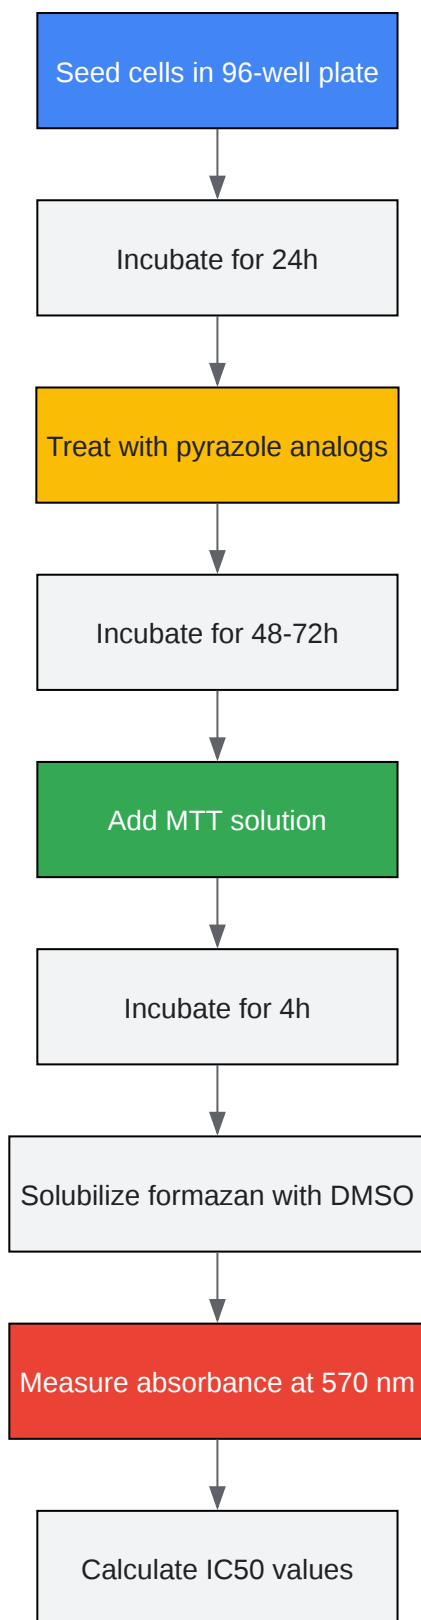 Seed cells in 96-well plate
Incubate for 24h
Treat with pyrazole analogs
Incubate for 48-72h
Add MTT solution
Incubate for 4h
Solubilize formazan with DMSO
Measure absorbance at 570 nm
Calculate IC50 values